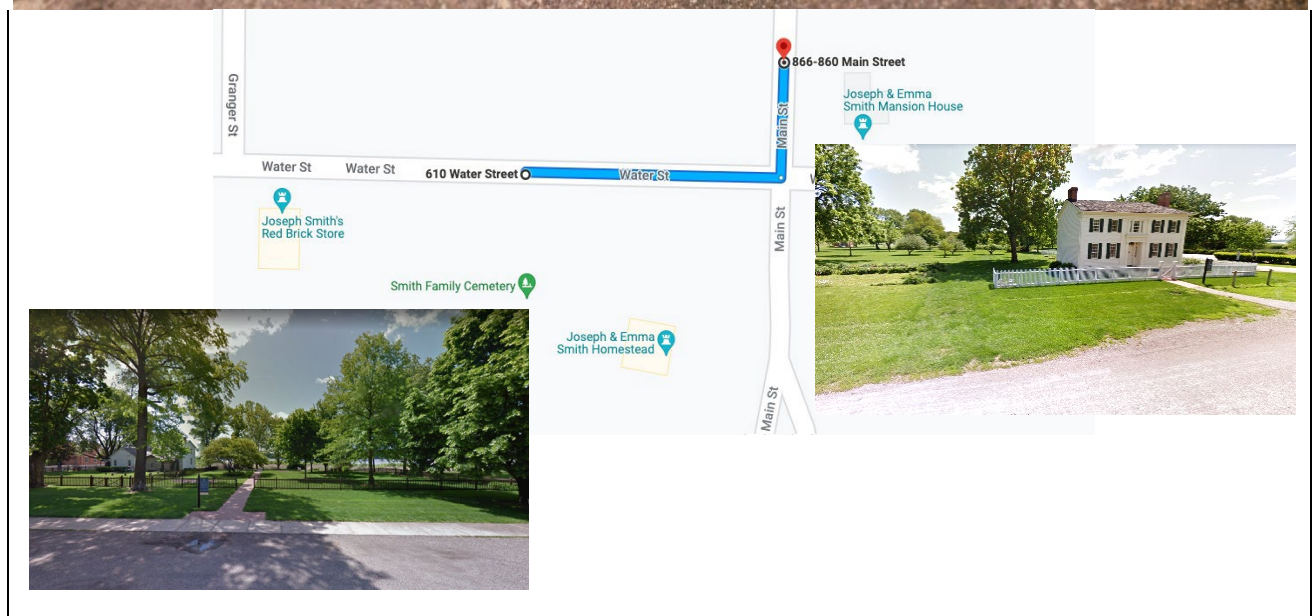 866-860 Main Street
Granger St
Joseph & Emma
Smith Mansion House
Main St
Water St
Water St
610 Water Street
Water St
Joseph Smith's
Red Brick Store
Main St
Smith Family Cemetery
Joseph & Emma
Smith Homestead
Main St